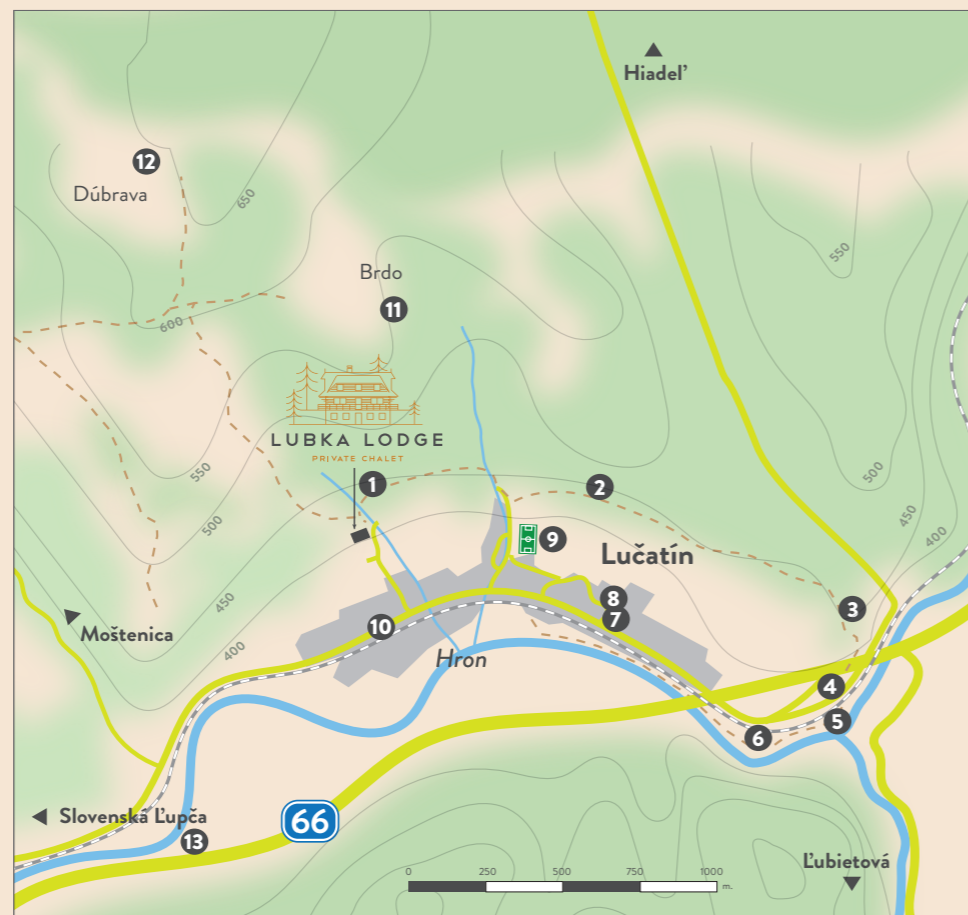 Hiadeľ
12
Dúbrava
650
550
Brdo
11
600
LUBKA LODGE
PRIVATE CHALET
550
500
1
2
500
450
400
9
Lučatín
450
8
3
7
10
Moštenica
400
Hron
4
5
6
Slovenská Ľupča
66
13
Ľubietová
0 250 500 750 1000
m.